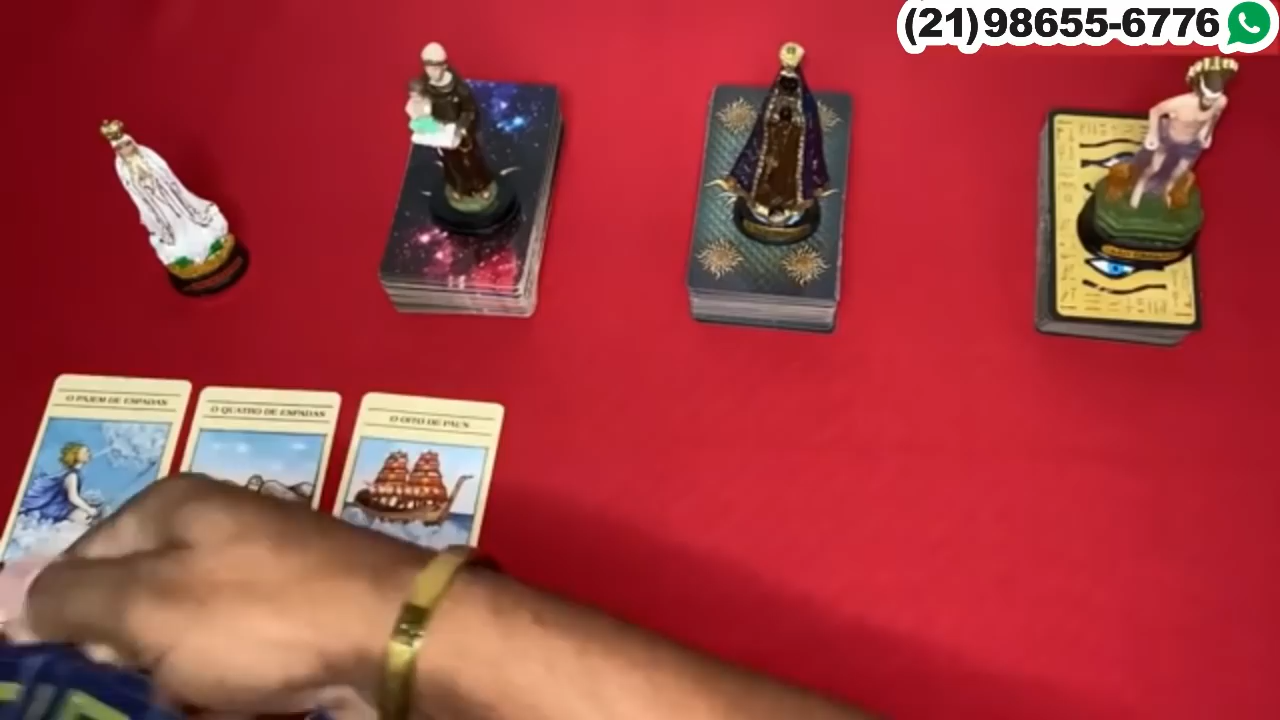 (21)98655-6776
O PAJEM DE ESPADAS
O QUATRO DE ESPADAS
O OITO DE PAUS